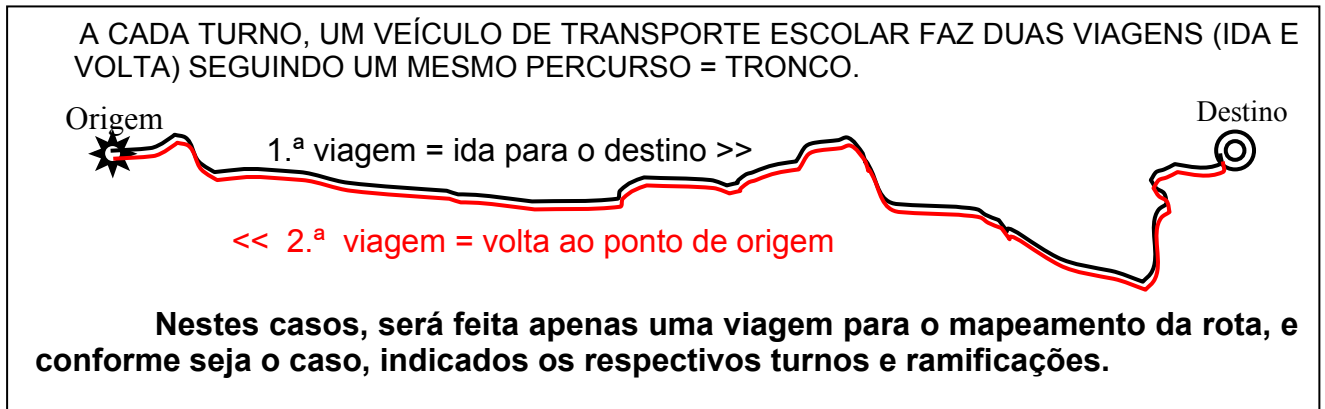 A CADA TURNO, UM VEÍCULO DE TRANSPORTE ESCOLAR FAZ DUAS VIAGENS (IDA E
VOLTA) SEGUINDO UM MESMO PERCURSO = TRONCO.
Origem
Destino
1.ª viagem = ida para o destino >>
<< 2.ª viagem = volta ao ponto de origem
Nestes casos, será feita apenas uma viagem para o mapeamento da rota, e
conforme seja o caso, indicados os respectivos turnos e ramificações.